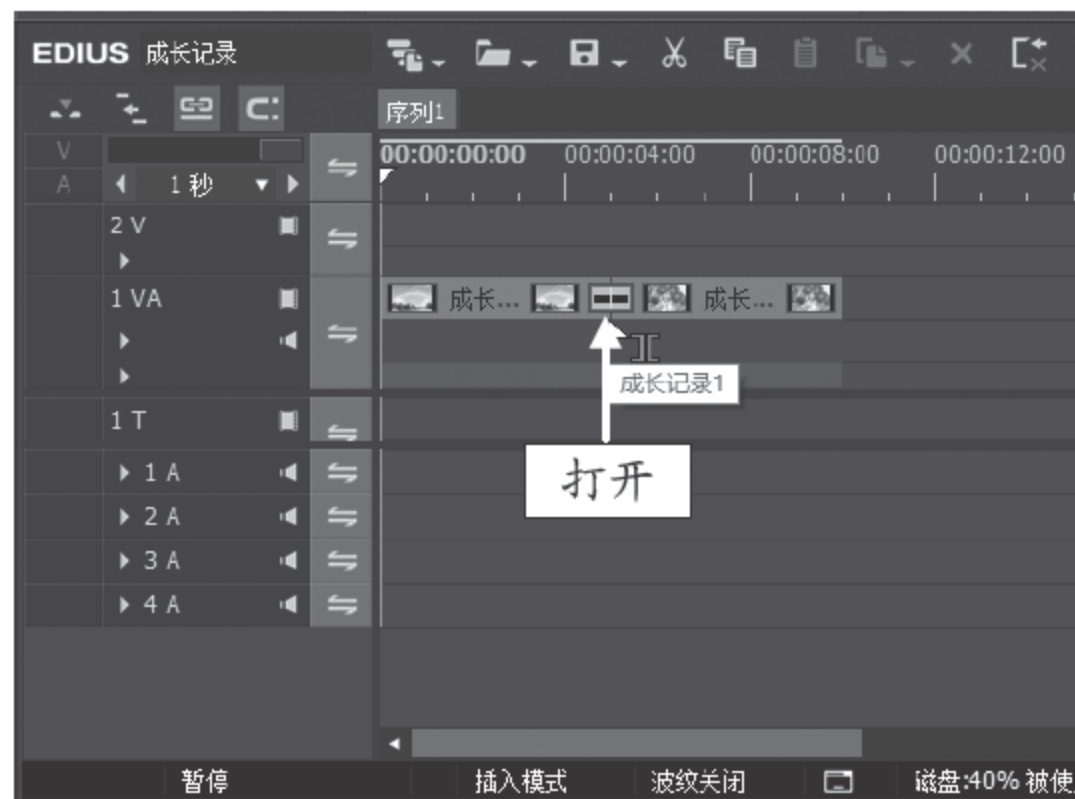 EDIUS 成长记录
序列1
V
00:00:00:00 00:00:04:00 00:00:08:00 00:00:12:00
A 1 秒
2 V
1 VA 成长... 成长...
成长记录1
1 T
打开
1 A
2 A
3 A
4 A
暂停 插入模式 波纹关闭 磁盘:40% 被使